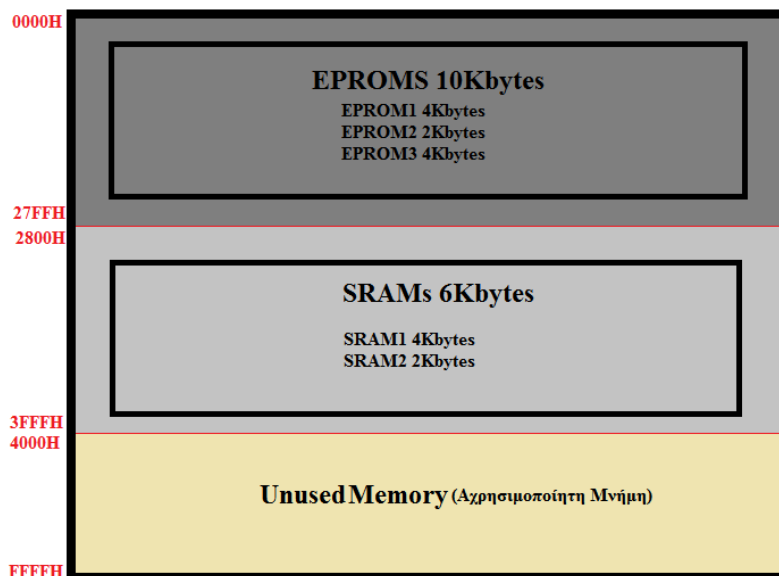 0000H
EPROMS 10Kbytes
EPROM1 4Kbytes
EPROM2 2Kbytes
EPROM3 4Kbytes
27FFH
2800H
SRAMs 6Kbytes
SRAM1 4Kbytes
SRAM2 2Kbytes
3FFFH
4000H
Unused Memory (Αχρησιμοποίητη Μνήμη)
FFFFH